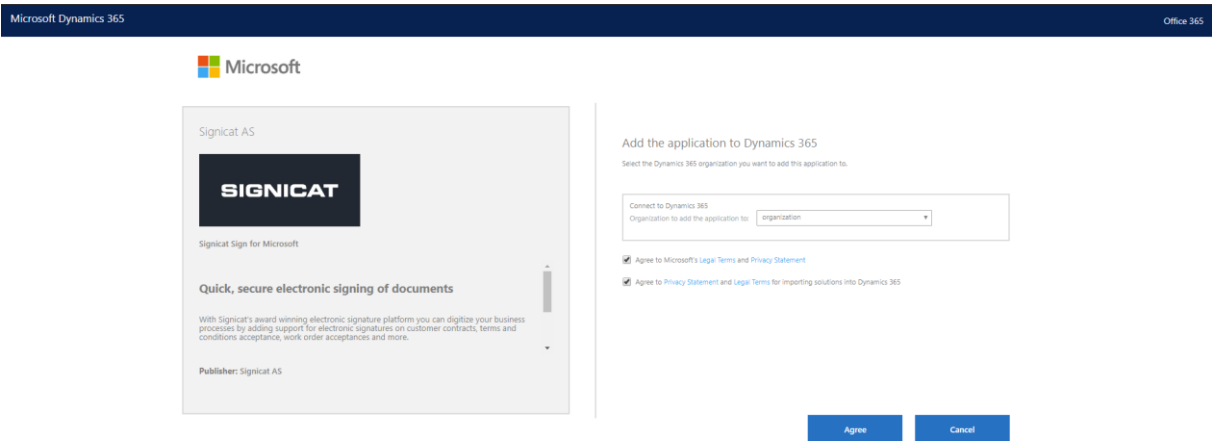 Microsoft Dynamics 365
Office 365
Microsoft
Signicat AS
SIGNICAT
Signicat Sign for Microsoft
Quick, secure electronic signing of documents
With Signicat's award winning electronic signature platform you can digitize your business
processes by adding support for electronic signatures on customer contracts, terms and
conditions acceptance, work order acceptances and more.
Publisher: Signicat AS
Add the application to Dynamics 365
Select the Dynamics 365 organization you want to add this application to.
Connect to Dynamics 365
Organization to add the application to: organization
Agree to Microsoft's Legal Terms and Privacy Statement
Agree to Privacy Statement and Legal Terms for importing solutions into Dynamics 365
Agree
Cancel